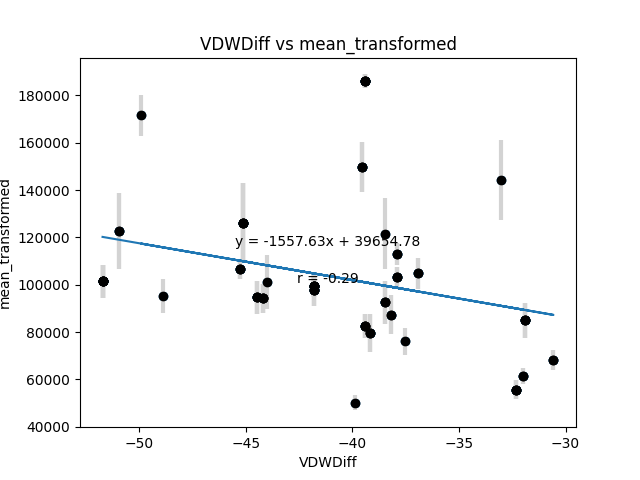 VDWDiff vs mean_transformed
mean_transformed
180000
160000
140000
120000
100000
80000
60000
40000
y = -1557.63x + 39654.78
r = -0.29
−50
−45
−40
−35
−30
VDWDiff